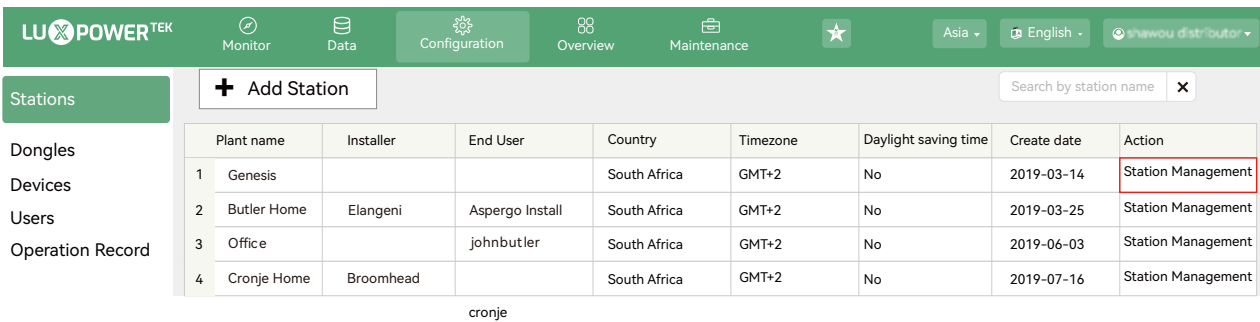 LUXPOWERTEK
Monitor Data Configuration Overview Maintenance Asia English shawou distributor
Stations
Add Station
Search by station name
Dongles
Devices
Users
Operation Record
Plant name Installer End User Country Timezone Daylight saving time Create date Action
1 Genesis South Africa GMT+2 No 2019-03-14 Station Management
2 Butler Home Elangeni Aspergo Install South Africa GMT+2 No 2019-03-25 Station Management
3 Office johnbutler South Africa GMT+2 No 2019-06-03 Station Management
4 Cronje Home Broomhead South Africa GMT+2 No 2019-07-16 Station Management
cronje